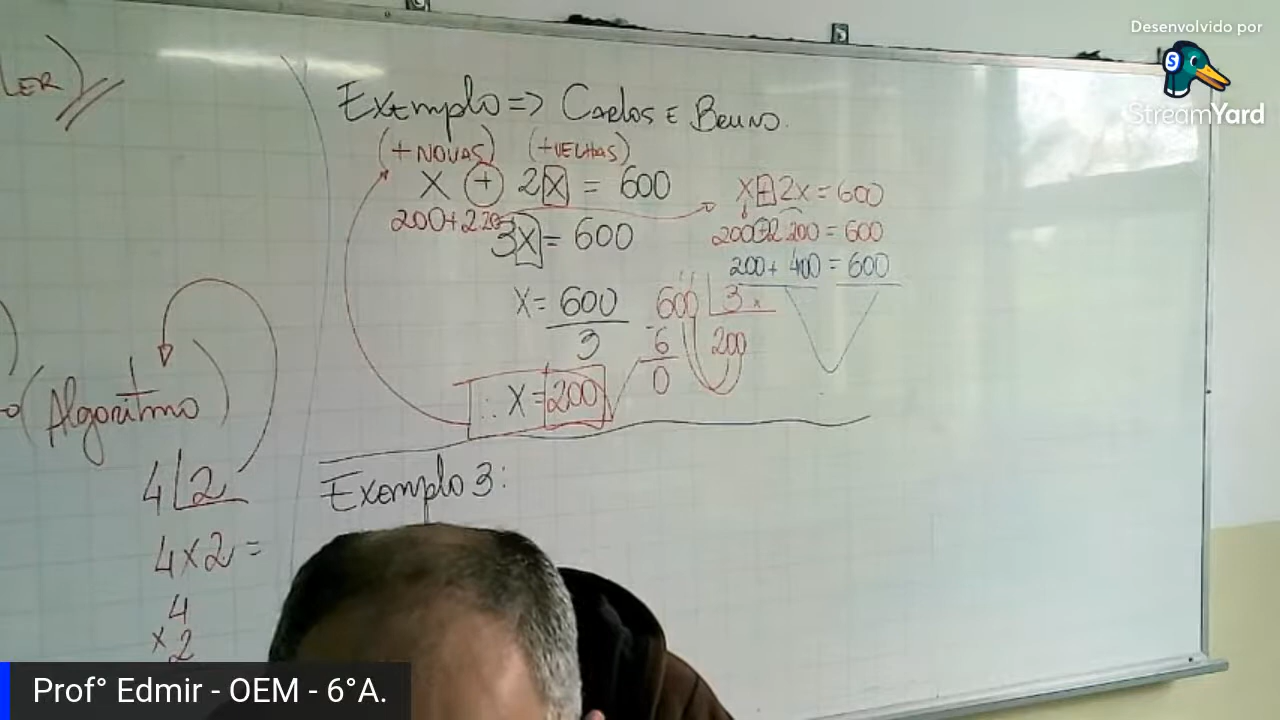 LER)
Exemplo => Carlos E Bruno.
(+NOVAS) (+VELHAS)
x + 2x = 600
200+2.200
3x = 600
x = 600
3
∴ x = 200
600 | 3
-6 200
0
x + 2x = 600
200+2.200 = 600
200 + 400 = 600
(Algoritmo)
4 | 2
4 x 2 =
4
x 2
Exemplo 3:
Desenvolvido por
StreamYard
Prof° Edmir - OEM - 6°A.